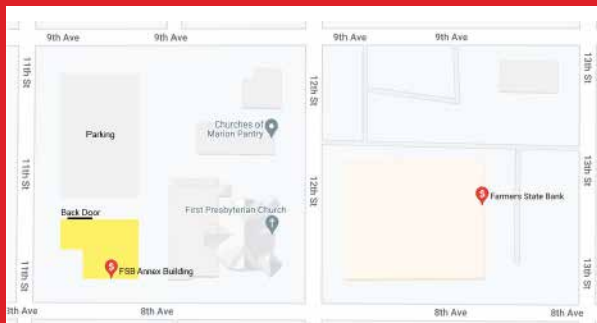 9th Ave
9th Ave
9th Ave
9th Ave
11th St
12th St
13th St
Churches of
Marion Pantry
Parking
11th St
12th St
13th St
Farmers State Bank
Back Door
First Presbyterian Church
FSB Annex Building
11th St
13th St
8th Ave
8th Ave
8th Ave
8th Ave